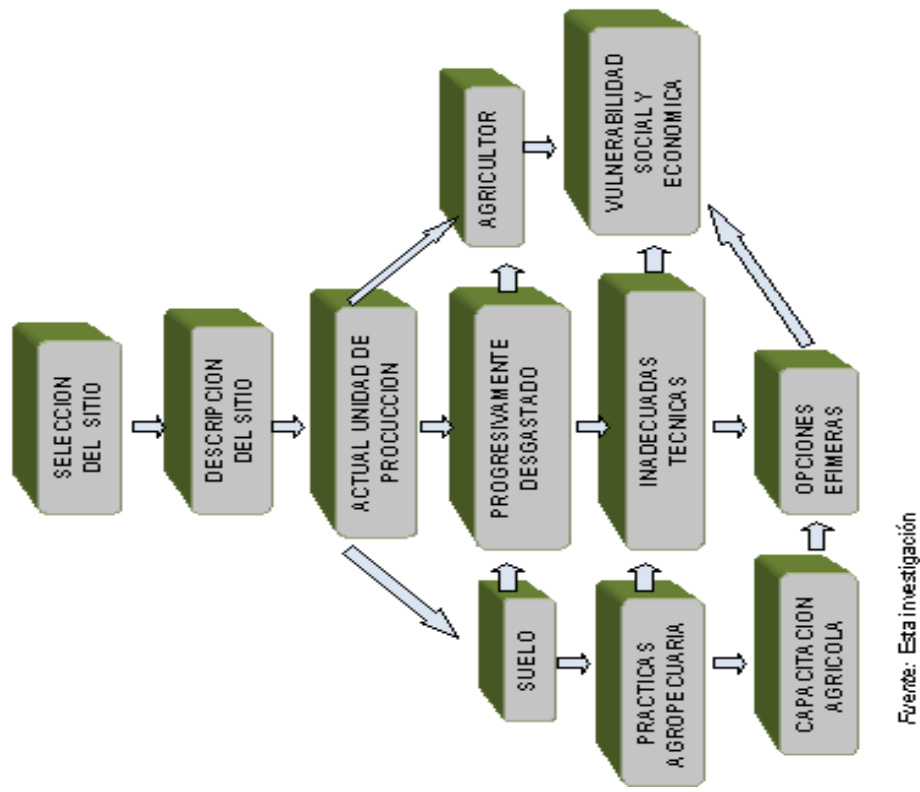 SELECCION
DEL SITIO
DESCRIPCION
DEL SITIO
ACTUAL UNIDAD DE
PROCUCCION
SUELO
PROGRESIVAMENTE
DESGASTADO
AGRICULTOR
PRACTICAS
AGROPECUARIA
INADECUADAS
TECNICAS
VULNERABILIDAD
SOCIAL Y
ECONOMICA
CAPACITACION
AGRICOLA
OPCIONES
EFIMERAS
Fuente: Esta investigación